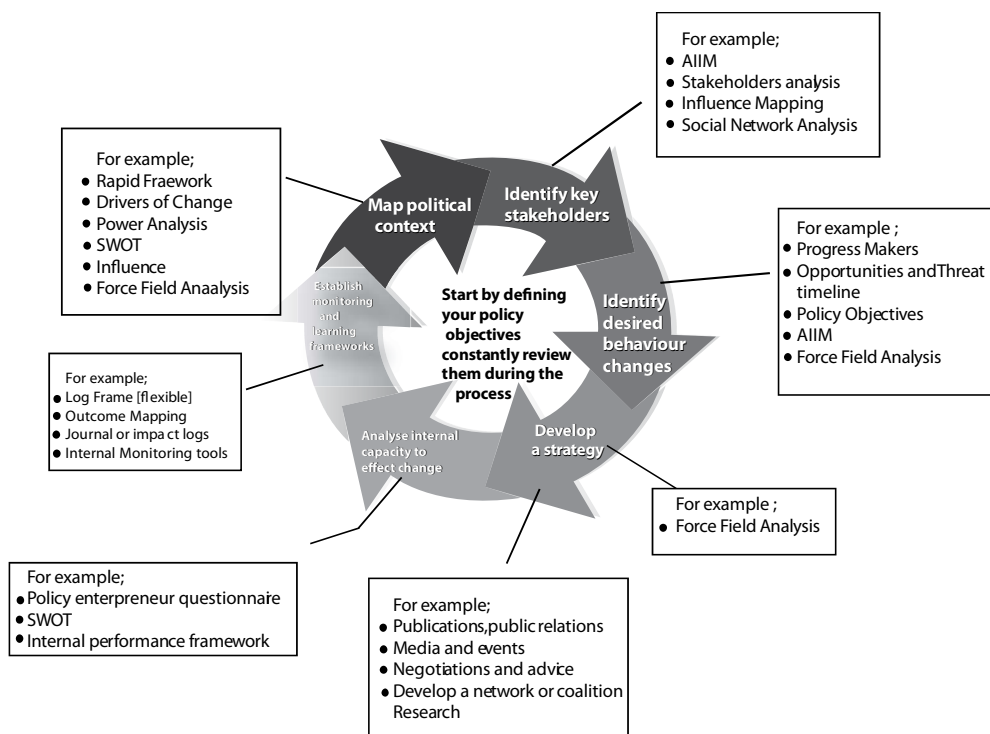 For example;
● AIIM
● Stakeholders analysis
● Influence Mapping
● Social Network Analysis
For example;
● Rapid Fraework
● Drivers of Change
● Power Analysis
● SWOT
● Influence
● Force Field Anaalysis
Map political
context
Identify key
stakeholders
For example ;
● Progress Makers
● Opportunities andThreat
timeline
● Policy Objectives
● AIIM
● Force Field Analysis
Identify
desired
behaviour
changes
Start by defining
your policy
objectives
constantly review
them during the
process
Establish
monitoring
and
learning
frameworks
For example;
● Log Frame [flexible]
● Outcome Mapping
● Journal or impa ct logs
● Internal Monitoring tools
Analyse internal
capacity to
effect change
Develop
a strategy
For example ;
● Force Field Analysis
For example;
● Policy enterpreneur questionnaire
● SWOT
● Internal performance framework
For example;
● Publications,public relations
● Media and events
● Negotiations and advice
● Develop a network or coalition
Research